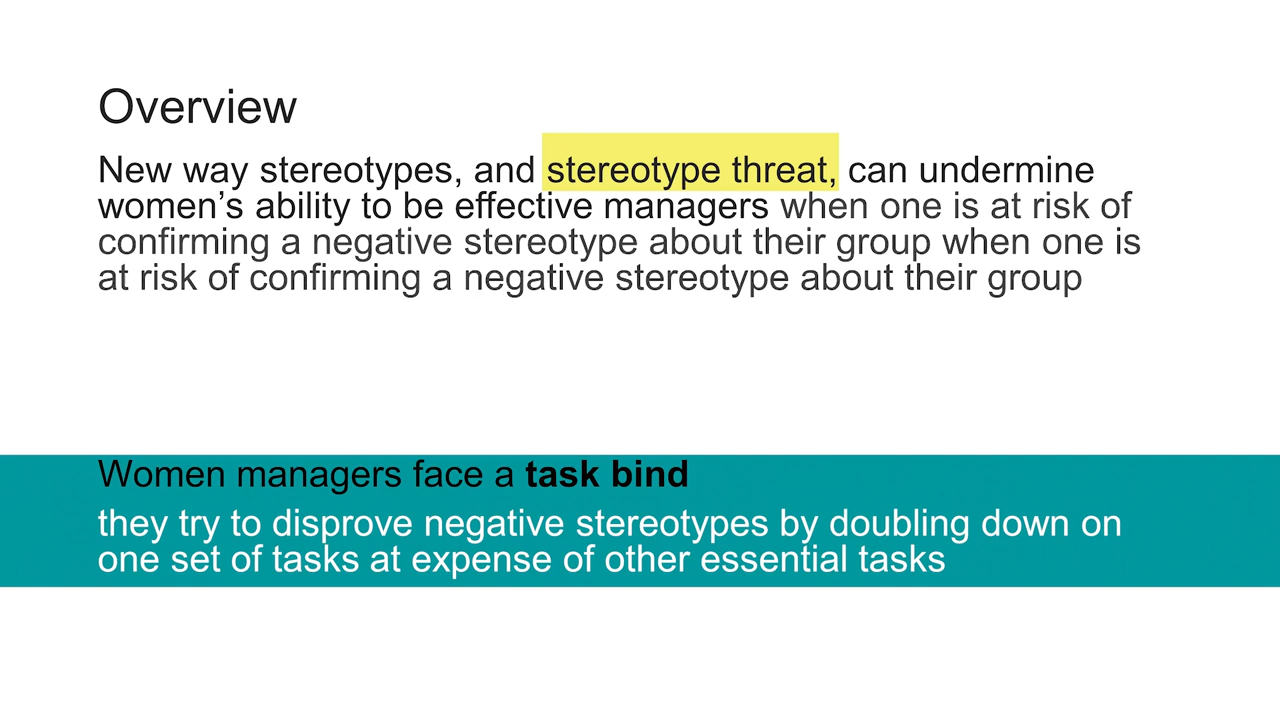 Overview
New way stereotypes, and stereotype threat, can undermine
women’s ability to be effective managers when one is at risk of
confirming a negative stereotype about their group when one is
at risk of confirming a negative stereotype about their group
Women managers face a task bind
they try to disprove negative stereotypes by doubling down on
one set of tasks at expense of other essential tasks